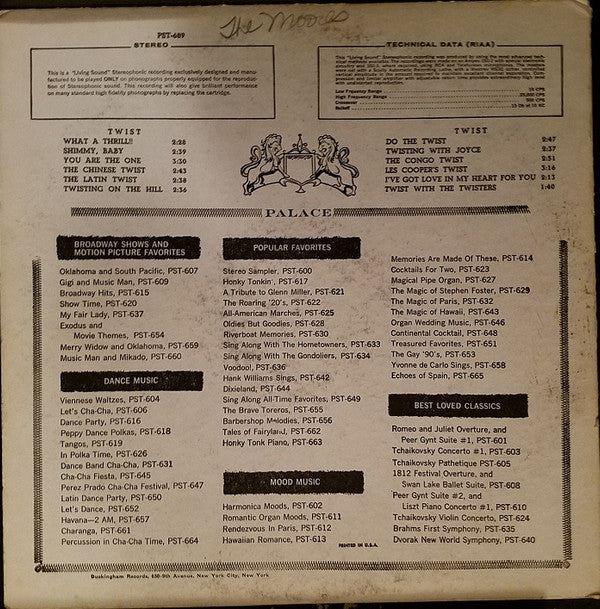 The Moores
PST-689
STEREO
This is a "Living Sound" Stereophonic recording exclusively designed and manu-
factured to be played ONLY on phonographs properly equipped for the reproduc-
tion of Stereophonic sound. This recording will also give brilliant performance
on many standard high fidelity phonographs by replacing the cartridge.
TECHNICAL DATA (RIAA)
Low Frequency Range
High Frequency Range
Crossover
Rolloff
TWIST
WHAT A THRILL!! 2:28
SHIMMY, BABY 2:39
YOU ARE THE ONE 3:30
THE CHINESE TWIST 2:43
THE LATIN TWIST 2:38
TWISTING ON THE HILL 2:36
TWIST
DO THE TWIST 2:47
TWISTING WITH JOYCE 2:37
THE CONGO TWIST 2:51
LES COOPER'S TWIST 3:16
I'VE GOT LOVE IN MY HEART FOR YOU 2:13
TWIST WITH THE TWISTERS 1:40
PALACE
BROADWAY SHOWS AND
MOTION PICTURE FAVORITES
Oklahoma and South Pacific, PST-607
Gigi and Music Man, PST-609
Broadway Hits, PST-615
Show Time, PST-620
My Fair Lady, PST-637
Exodus and
Movie Themes, PST-654
Merry Widow and Oklahoma, PST-659
Music Man and Mikado, PST-660
DANCE MUSIC
Viennese Waltzes, PST-604
Let's Cha-Cha, PST-606
Dance Party, PST-616
Peppy Dance Polkas, PST-618
Tangos, PST-619
In Polka Time, PST-626
Dance Band Cha-Cha, PST-631
Cha-Cha Fiesta, PST-645
Perez Prado Cha-Cha Festival, PST-647
Latin Dance Party, PST-650
Let's Dance, PST-652
Havana—2 AM, PST-657
Charanga, PST-661
Percussion in Cha-Cha Time, PST-664
POPULAR FAVORITES
Stereo Sampler, PST-600
Honky Tonkin', PST-617
A Tribute to Glenn Miller, PST-621
The Roaring '20's, PST-622
All-American Marches, PST-625
Oldies But Goodies, PST-628
Riverboat Memories, PST-630
Sing Along With The Hometowners, PST-633
Sing Along With The Gondoliers, PST-634
Voodoo!, PST-636
Hank Williams Sings, PST-642
Dixieland, PST-644
Sing Along All-Time Favorites, PST-649
The Brave Toreros, PST-655
Barbershop Melodies, PST-656
Tales of Fairyland, PST-662
Honky Tonk Piano, PST-663
MOOD MUSIC
Harmonica Moods, PST-602
Romantic Organ Moods, PST-611
Rendezvous In Paris, PST-612
Hawaiian Romance, PST-613
Memories Are Made Of These, PST-614
Cocktails For Two, PST-623
Magical Pipe Organ, PST-627
The Magic of Stephen Foster, PST-629
The Magic of Paris, PST-632
The Magic of Hawaii, PST-643
Organ Wedding Music, PST-646
Continental Cocktail, PST-648
Treasured Favorites, PST-651
The Gay '90's, PST-653
Yvonne de Carlo Sings, PST-658
Echoes of Spain, PST-665
BEST LOVED CLASSICS
Romeo and Juliet Overture, and
Peer Gynt Suite #1, PST-601
Tchaikovsky Concerto #1, PST-603
Tchaikovsky Pathetique PST-605
1812 Festival Overture, and
Swan Lake Ballet Suite, PST-608
Peer Gynt Suite #2, and
Liszt Piano Concerto #1, PST-610
Tchaikovsky Violin Concerto, PST-624
Brahms First Symphony, PST-635
Dvorak New World Symphony, PST-640
PRINTED IN U.S.A.
Buckingham Records, 630-9th Avenue, New York City, New York